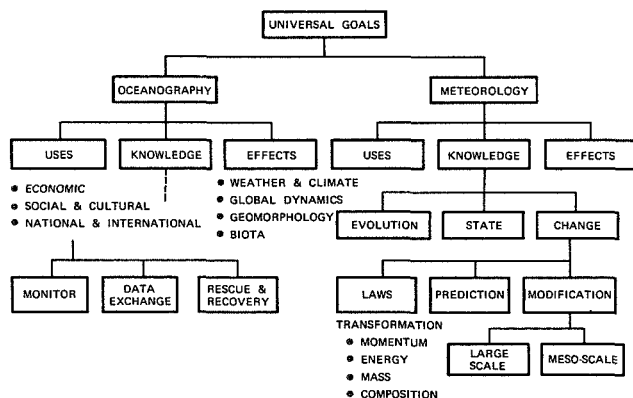 UNIVERSAL GOALS
OCEANOGRAPHY
METEOROLOGY
USES
KNOWLEDGE
EFFECTS
USES
KNOWLEDGE
EFFECTS
● ECONOMIC
● SOCIAL & CULTURAL
● NATIONAL & INTERNATIONAL
● WEATHER & CLIMATE
● GLOBAL DYNAMICS
● GEOMORPHOLOGY
● BIOTA
EVOLUTION
STATE
CHANGE
MONITOR
DATA
EXCHANGE
RESCUE &
RECOVERY
LAWS
PREDICTION
MODIFICATION
TRANSFORMATION
● MOMENTUM
● ENERGY
● MASS
● COMPOSITION
LARGE
SCALE
MESO-SCALE